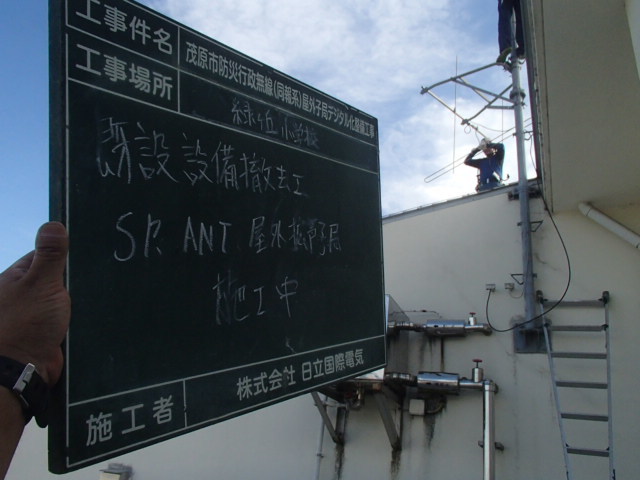 工事件名 茂原市防災行政無線(同報系)屋外子局デジタル化整備工事
工事場所 緑ヶ丘小学校
既設設備撤去工
SP. ANT 屋外拡声子局
施工中
施工者 株式会社 日立国際電気